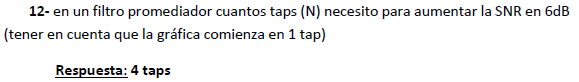 12- en un filtro promediador cuantos taps (N) necesito para aumentar la SNR en 6dB
(tener en cuenta que la gráfica comienza en 1 tap)
Respuesta: 4 taps